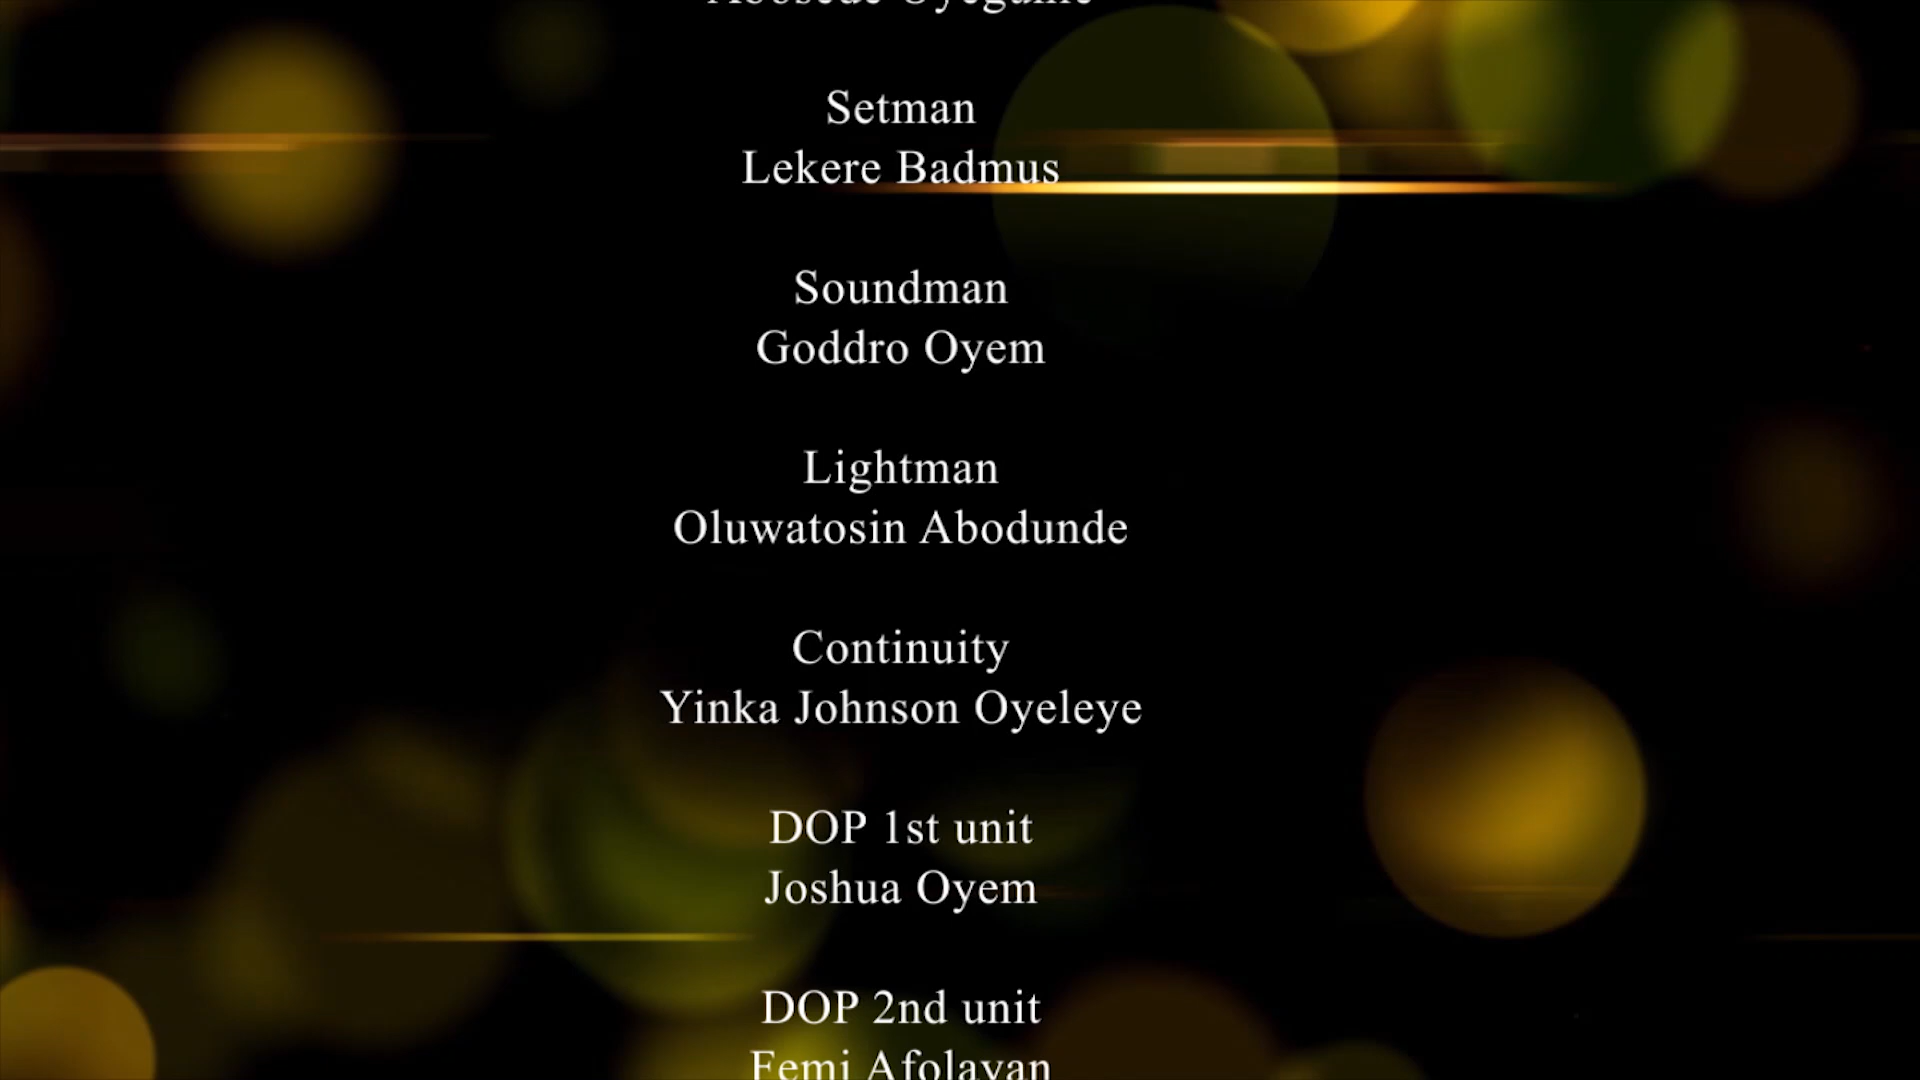 Setman
Lekere Badmus
Soundman
Goddro Oyem
Lightman
Oluwatosin Abodunde
Continuity
Yinka Johnson Oyeleye
DOP 1st unit
Joshua Oyem
DOP 2nd unit
Femi Afolayan